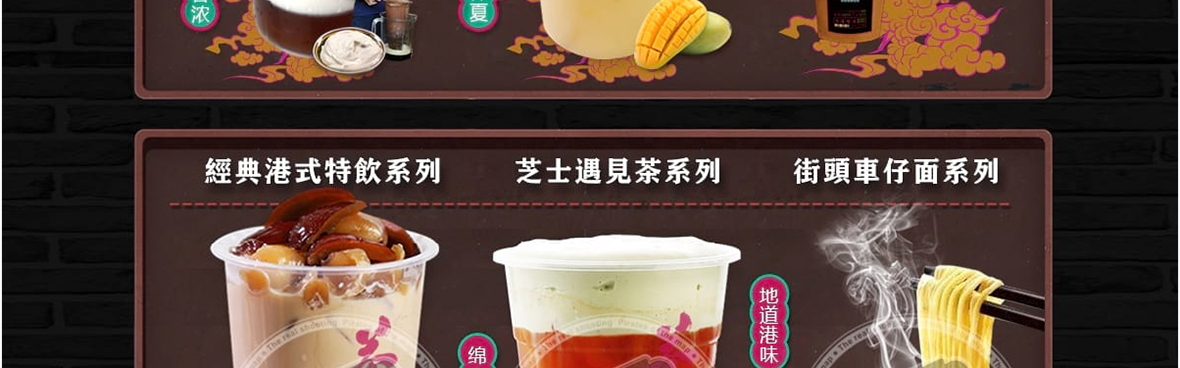 浓
夏
經典港式特飲系列
芝士遇見茶系列
街頭車仔面系列
地道港味
绵